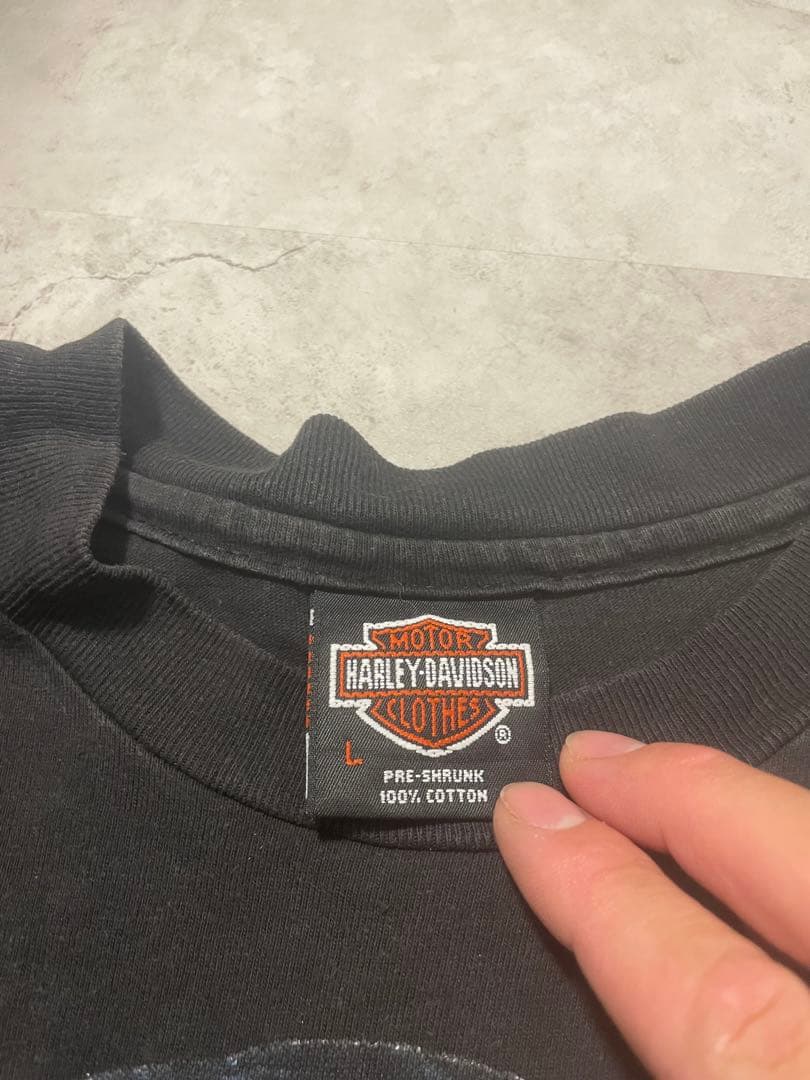 MOTOR
HARLEY-DAVIDSON
CLOTHES
®
L
PRE-SHRUNK
100% COTTON